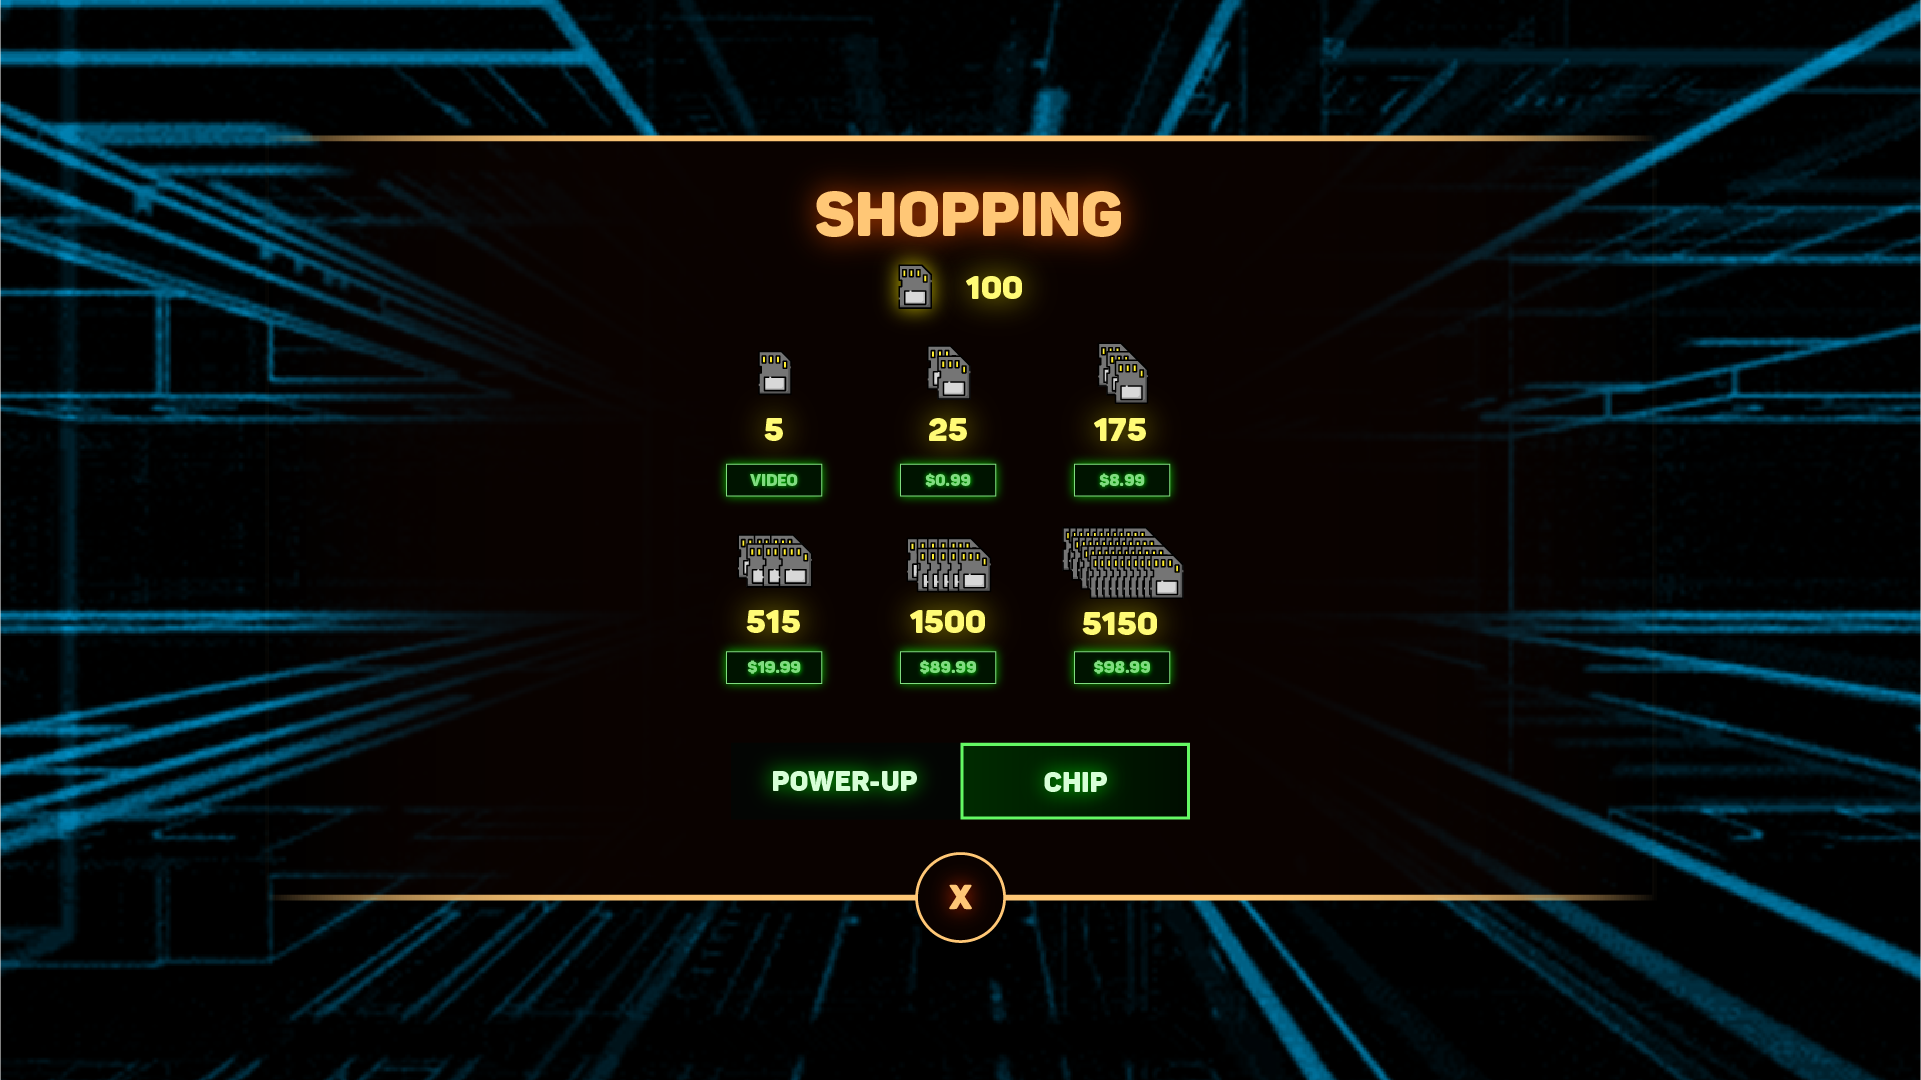 SHOPPING
100
5 25 175
VIDEO $0.99 $8.99
515 1500 5150
$19.99 $89.99 $98.99
POWER-UP CHIP
X